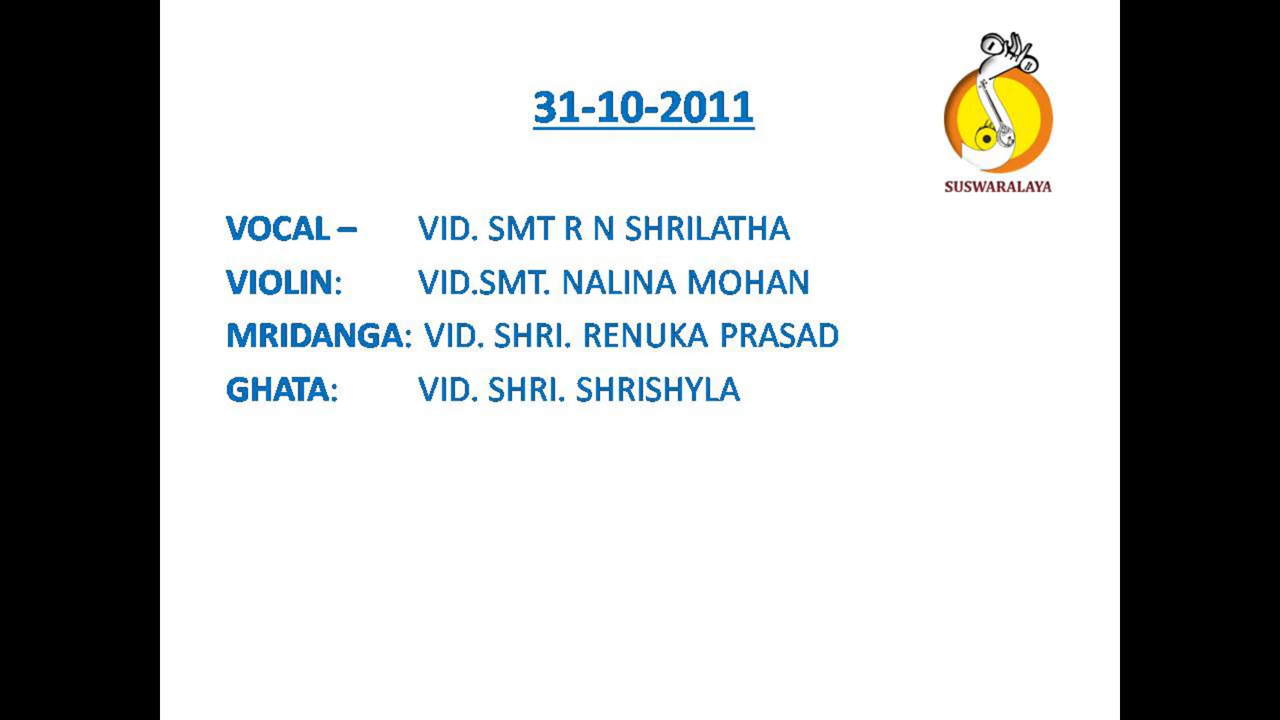 31-10-2011
SUSWARALAYA
VOCAL – VID. SMT R N SHRILATHA
VIOLIN: VID.SMT. NALINA MOHAN
MRIDANGA: VID. SHRI. RENUKA PRASAD
GHATA: VID. SHRI. SHRISHYLA